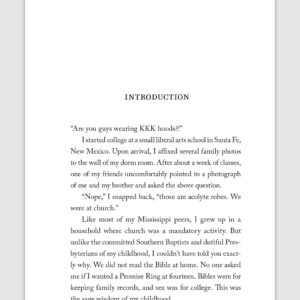 INTRODUCTION
"Are you guys wearing KKK hoods?!"
I started college at a small liberal arts school in Santa Fe,
New Mexico. Upon arrival, I affixed several family photos
to the wall of my dorm room. After about a week of classes,
one of my friends uncomfortably pointed to a photograph
of me and my brother and asked the above question.
"Nope," I snapped back, "those are acolyte robes. We
were at church."
Like most of my Mississippi peers, I grew up in a
household where church was a mandatory activity. But
unlike the committed Southern Baptists and dutiful Pres-
byterians of my childhood, I couldn't have told you exact-
ly why. We did not read the Bible at home. No one asked
me if I wanted a Promise Ring at fourteen. Bibles were for
keeping family records, and sex was for college. This was
the sage wisdom of my childhood.